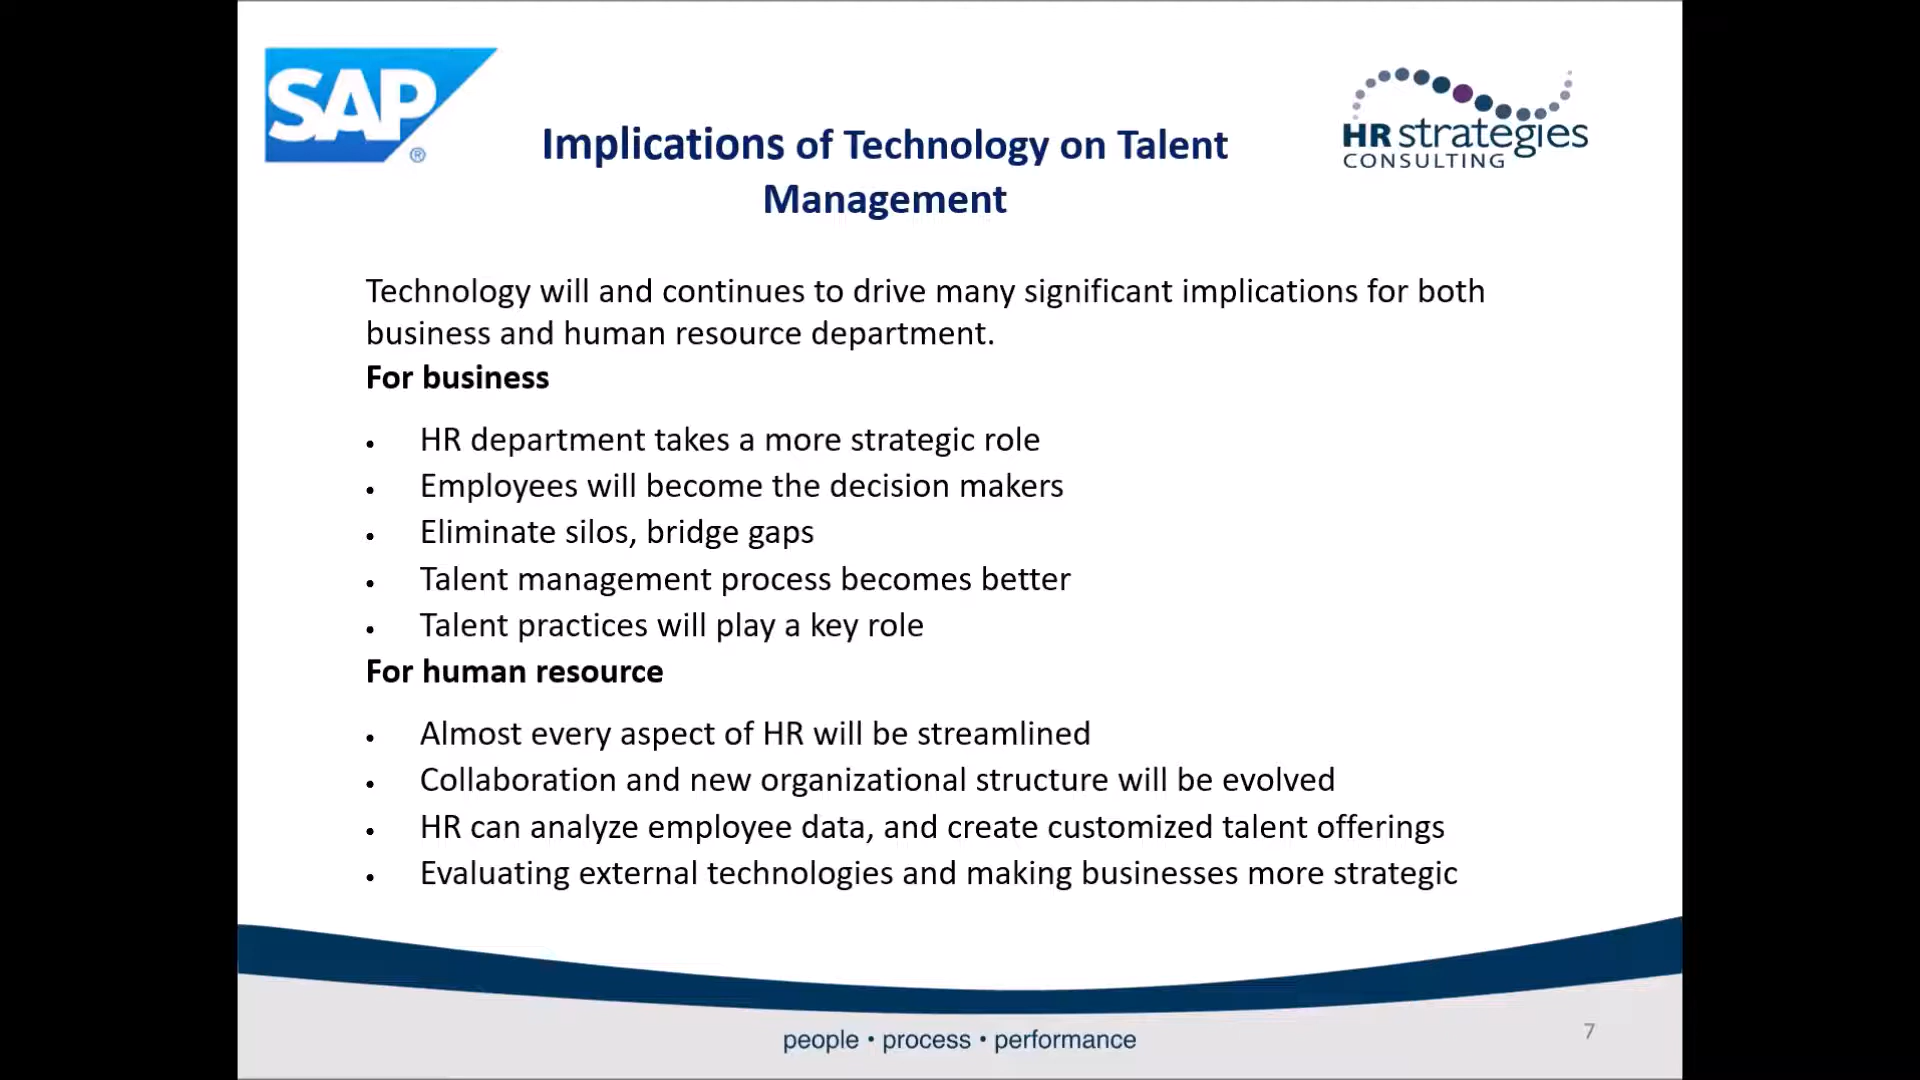 SAP
®
Implications of Technology on Talent
Management
HR strategies
CONSULTING
Technology will and continues to drive many significant implications for both
business and human resource department.
For business
• HR department takes a more strategic role
• Employees will become the decision makers
• Eliminate silos, bridge gaps
• Talent management process becomes better
• Talent practices will play a key role
For human resource
• Almost every aspect of HR will be streamlined
• Collaboration and new organizational structure will be evolved
• HR can analyze employee data, and create customized talent offerings
• Evaluating external technologies and making businesses more strategic
people • process • performance
7